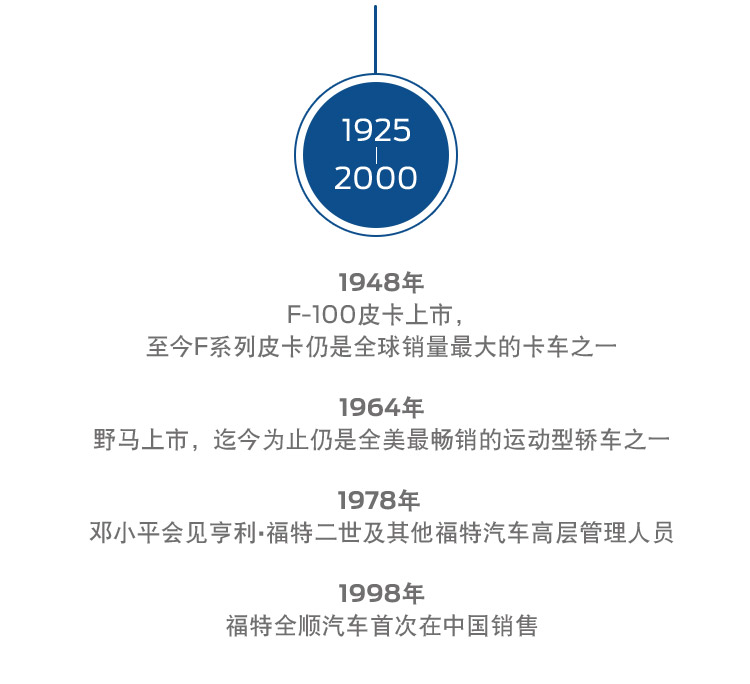 1925
2000
1948年
F-100皮卡上市，
至今F系列皮卡仍是全球销量最大的卡车之一
1964年
野马上市，迄今为止仍是全美最畅销的运动型轿车之一
1978年
邓小平会见亨利·福特二世及其他福特汽车高层管理人员
1998年
福特全顺汽车首次在中国销售